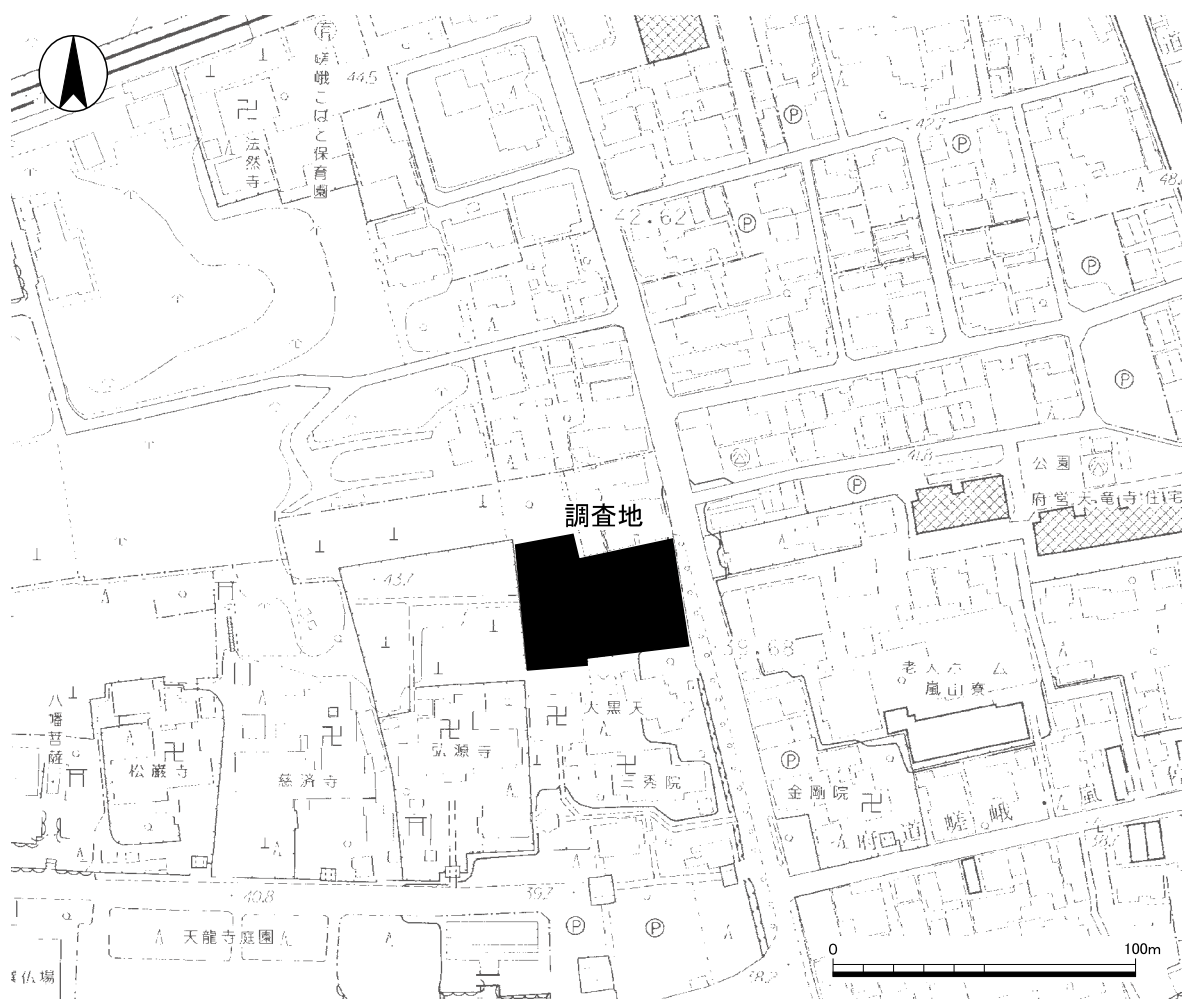 嵯峨こばと保育園
44.5
法然寺
42.62
P
P
P
P
P
41.8
公園
府営天竜寺住宅
P
調査地
43.7
39.68
老人ホーム
嵐山寮
八幡菩薩
松巌寺
慈済寺
弘源寺
大黒天
三秀院
P
金剛院
府道嵯峨
嵐
40.8
39.7
天龍寺庭園
P
P
38.2
0
100m